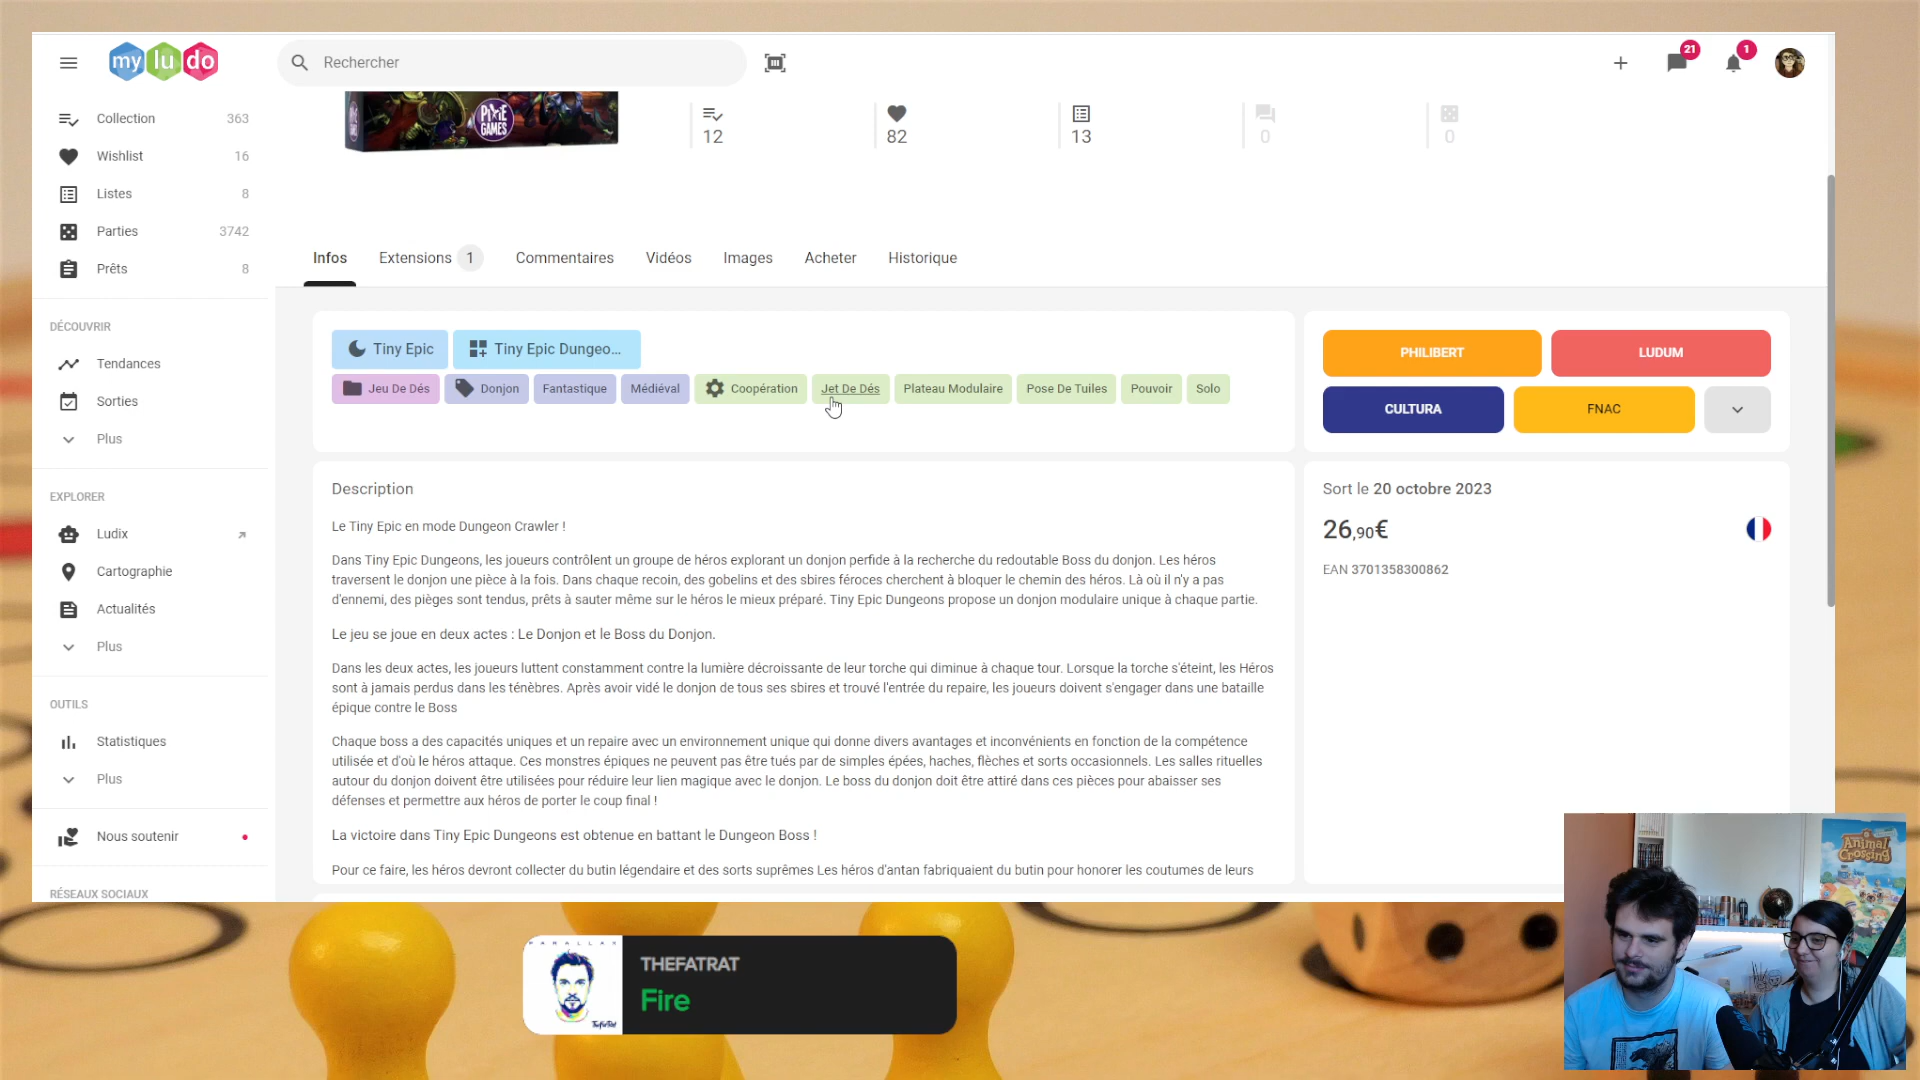 my lu do
Rechercher
21
1
Collection 363
Wishlist 16
Listes 8
Parties 3742
Prêts 8
DÉCOUVRIR
Tendances
Sorties
Plus
EXPLORER
Ludix
Cartographie
Actualités
Plus
OUTILS
Statistiques
Plus
Nous soutenir
RÉSEAUX SOCIAUX
PIXIE
GAMES
12
82
13
0
0
Infos
Extensions 1
Commentaires
Vidéos
Images
Acheter
Historique
Tiny Epic
Tiny Epic Dungeo...
Jeu De Dés
Donjon
Fantastique
Médiéval
Coopération
Jet De Dés
Plateau Modulaire
Pose De Tuiles
Pouvoir
Solo
PHILIBERT
LUDUM
CULTURA
FNAC
Description
Le Tiny Epic en mode Dungeon Crawler !
Dans Tiny Epic Dungeons, les joueurs contrôlent un groupe de héros explorant un donjon perfide à la recherche du redoutable Boss du donjon. Les héros
traversent le donjon une pièce à la fois. Dans chaque recoin, des gobelins et des sbires féroces cherchent à bloquer le chemin des héros. Là où il n'y a pas
d'ennemi, des pièges sont tendus, prêts à sauter même sur le héros le mieux préparé. Tiny Epic Dungeons propose un donjon modulaire unique à chaque partie.
Le jeu se joue en deux actes : Le Donjon et le Boss du Donjon.
Dans les deux actes, les joueurs luttent constamment contre la lumière décroissante de leur torche qui diminue à chaque tour. Lorsque la torche s'éteint, les Héros
sont à jamais perdus dans les ténèbres. Après avoir vidé le donjon de tous ses sbires et trouvé l'entrée du repaire, les joueurs doivent s'engager dans une bataille
épique contre le Boss
Chaque boss a des capacités uniques et un repaire avec un environnement unique qui donne divers avantages et inconvénients en fonction de la compétence
utilisée et d'où le héros attaque. Ces monstres épiques ne peuvent pas être tués par de simples épées, haches, flèches et sorts occasionnels. Les salles rituelles
autour du donjon doivent être utilisées pour réduire leur lien magique avec le donjon. Le boss du donjon doit être attiré dans ces pièces pour abaisser ses
défenses et permettre aux héros de porter le coup final !
La victoire dans Tiny Epic Dungeons est obtenue en battant le Dungeon Boss !
Pour ce faire, les héros devront collecter du butin légendaire et des sorts suprêmes Les héros d'antan fabriquaient du butin pour honorer les coutumes de leurs
Sort le 20 octobre 2023
26,90€
EAN 3701358300862
Animal
Crossing
PARALLAX
TheFatRat
THEFATRAT
Fire